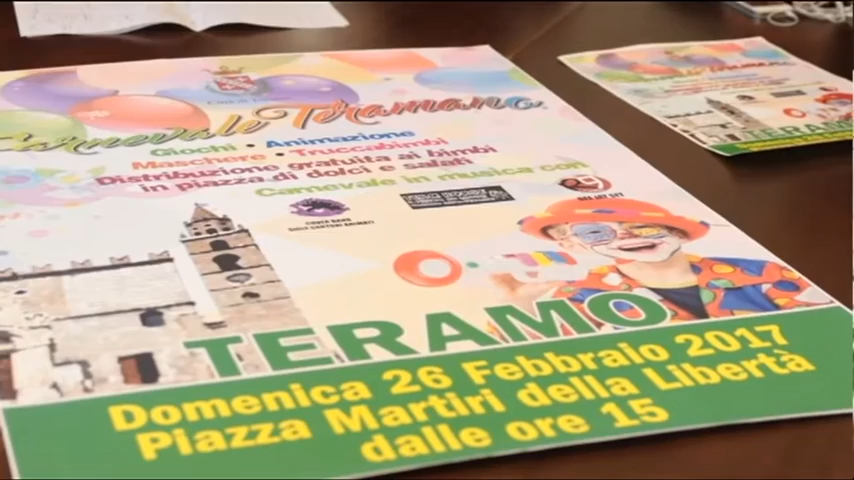 Carnevale Teramano
Giochi • Animazione
Maschere • Truccabimbi
Distribuzione gratuita ai bimbi
in piazza di dolci e salati
Carnevale in musica con
TERAMO
Domenica 26 Febbraio 2017
Piazza Martiri della Libertà
dalle ore 15